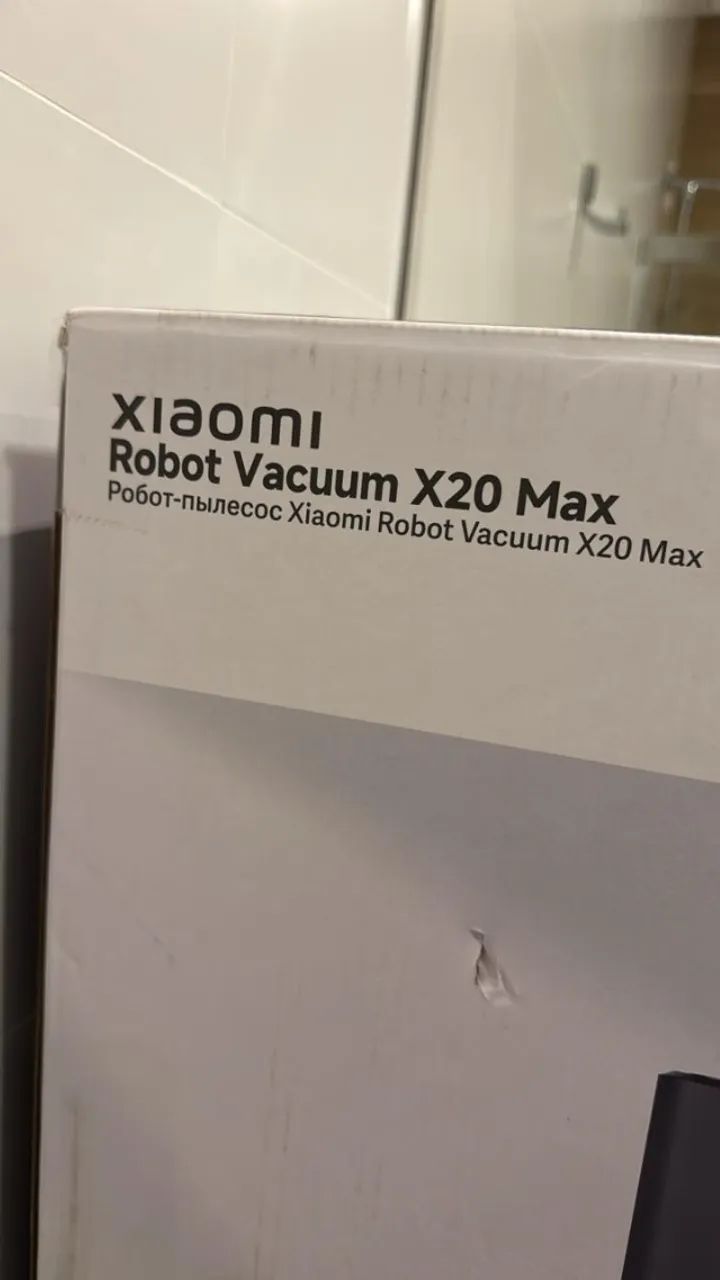 xiaomi
Robot Vacuum X20 Max
Робот-пылесос Xiaomi Robot Vacuum X20 Max